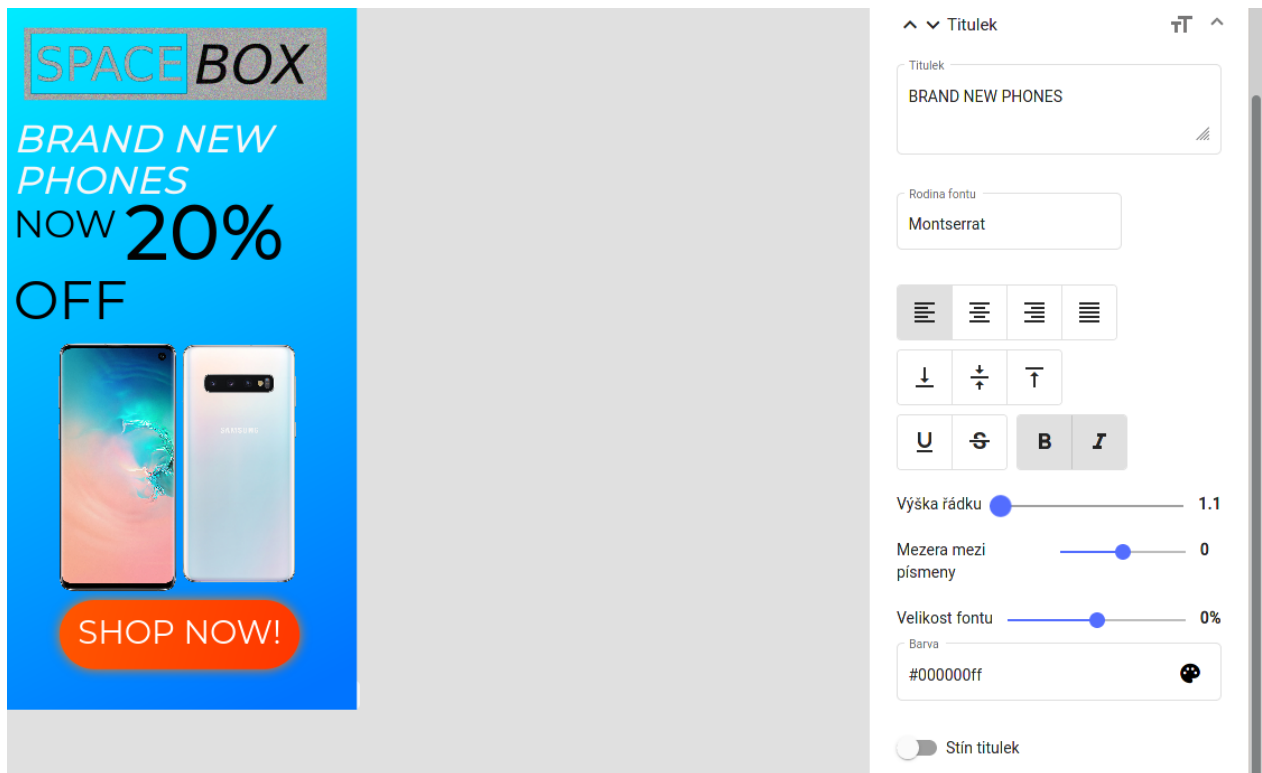 SPACE BOX
BRAND NEW
PHONES
NOW 20%
OFF
SAMSUNG
SHOP NOW!
Titulek
Titulek
BRAND NEW PHONES
Rodina fontu
Montserrat
U S B I
Výška řádku 1.1
Mezera mezi 0
písmeny
Velikost fontu 0%
Barva
#000000ff
Stín titulek